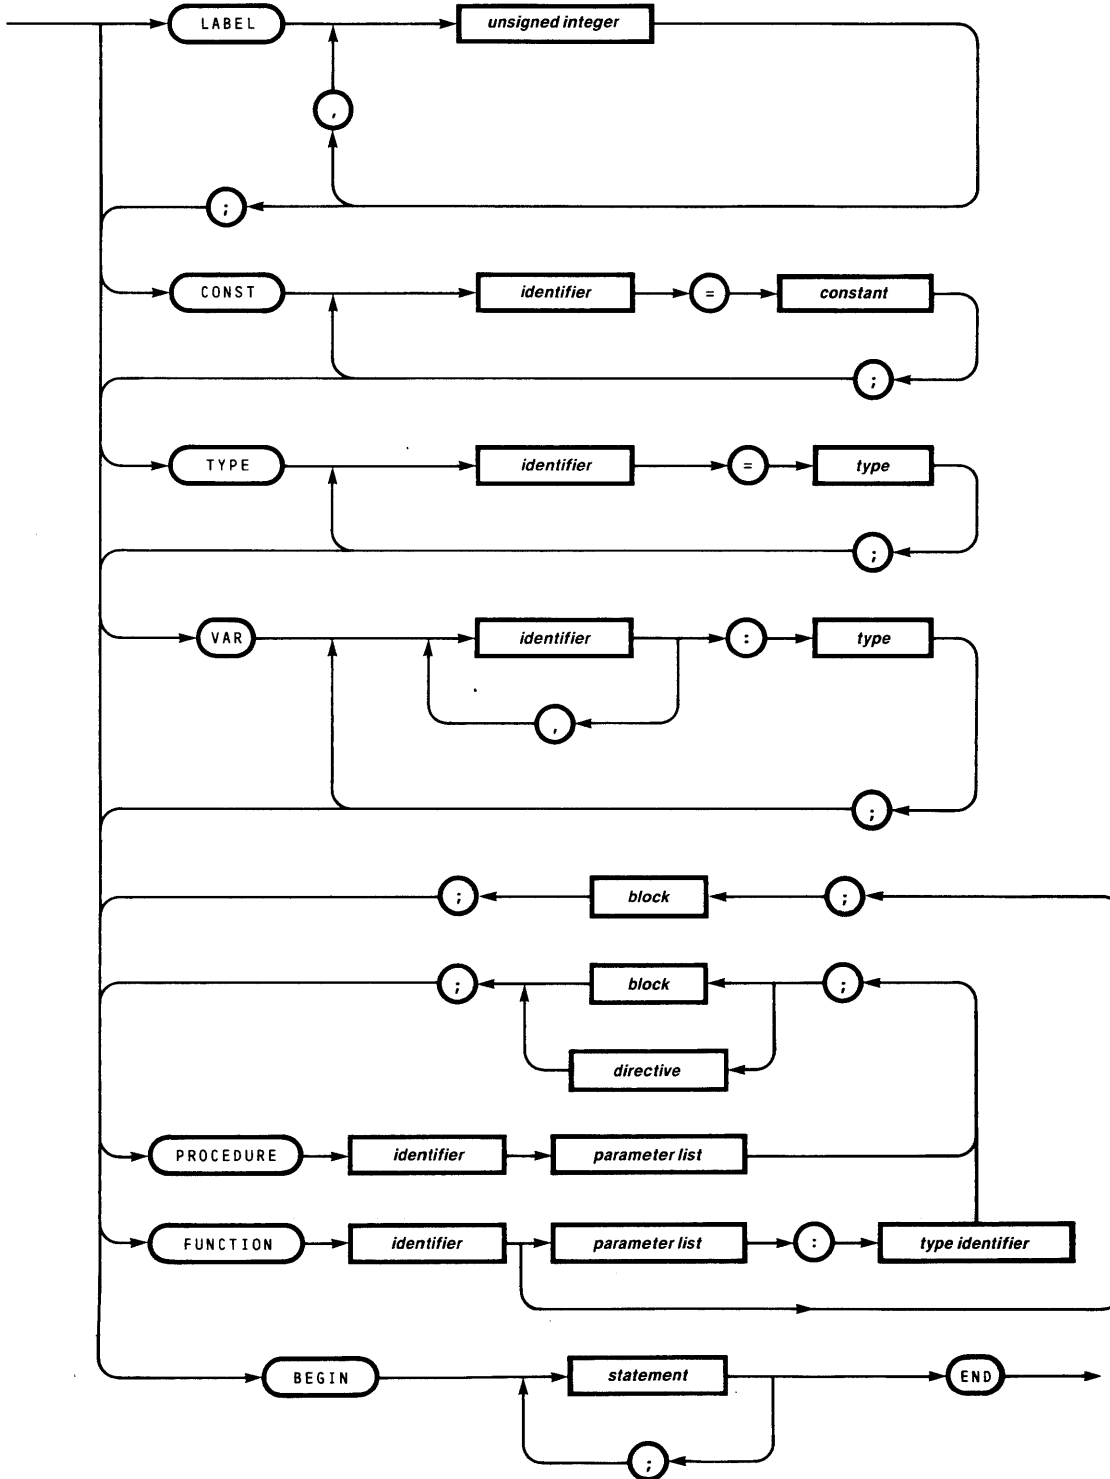 LABEL unsigned integer
,
;
CONST identifier = constant
;
TYPE identifier = type
;
VAR identifier : type
,
;
; block ;
; block ;
directive
PROCEDURE identifier parameter list
FUNCTION identifier parameter list : type identifier
BEGIN statement END
;